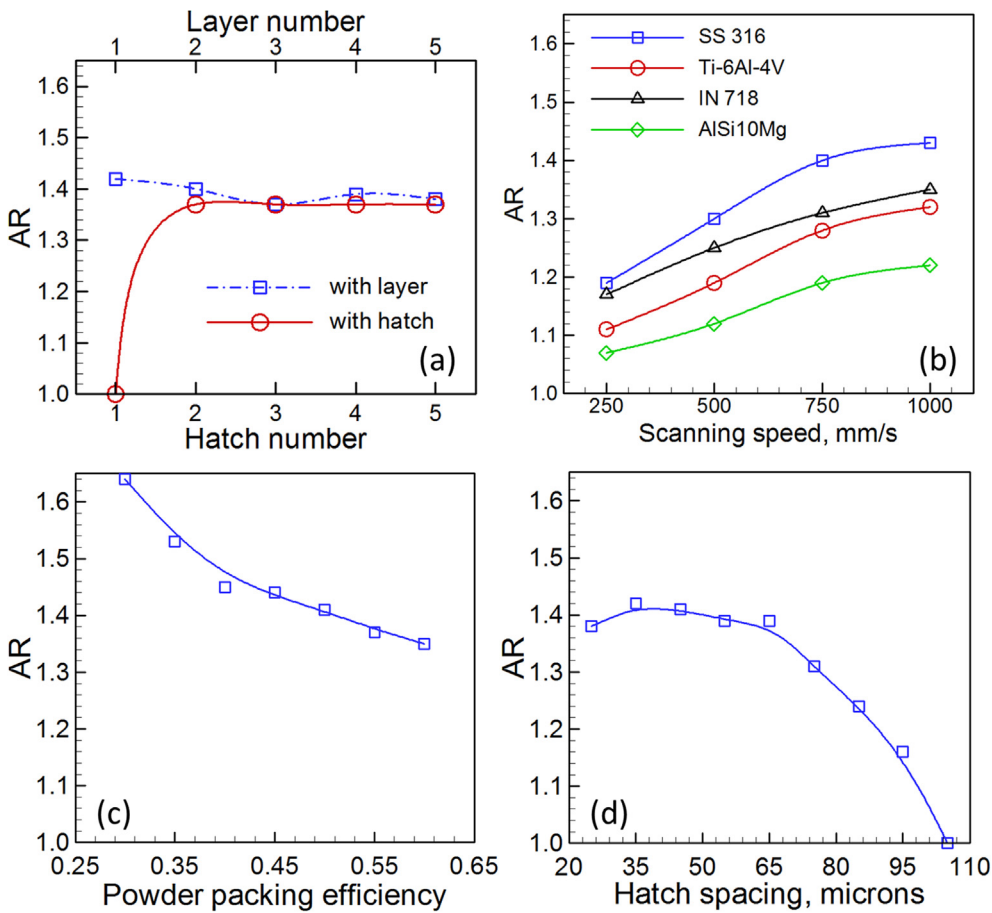 Layer number
1 2 3 4 5
1.6
1.5
1.4
1.3
1.2
1.1
1.0
AR
with layer
with hatch
(a)
1 2 3 4 5
Hatch number
1.6
1.5
1.4
1.3
1.2
1.1
1.0
AR
SS 316
Ti-6Al-4V
IN 718
AlSi10Mg
(b)
250 500 750 1000
Scanning speed, mm/s
1.6
1.5
1.4
1.3
1.2
1.1
1.0
AR
(c)
0.25 0.35 0.45 0.55 0.65
Powder packing efficiency
1.6
1.5
1.4
1.3
1.2
1.1
1.0
AR
(d)
20 35 50 65 80 95 110
Hatch spacing, microns